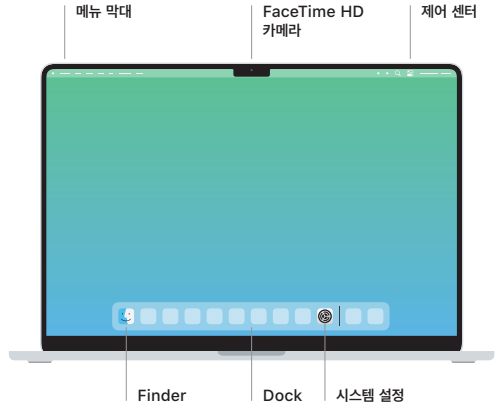 메뉴 막대
FaceTime HD
카메라
제어 센터
Finder
Dock
시스템 설정